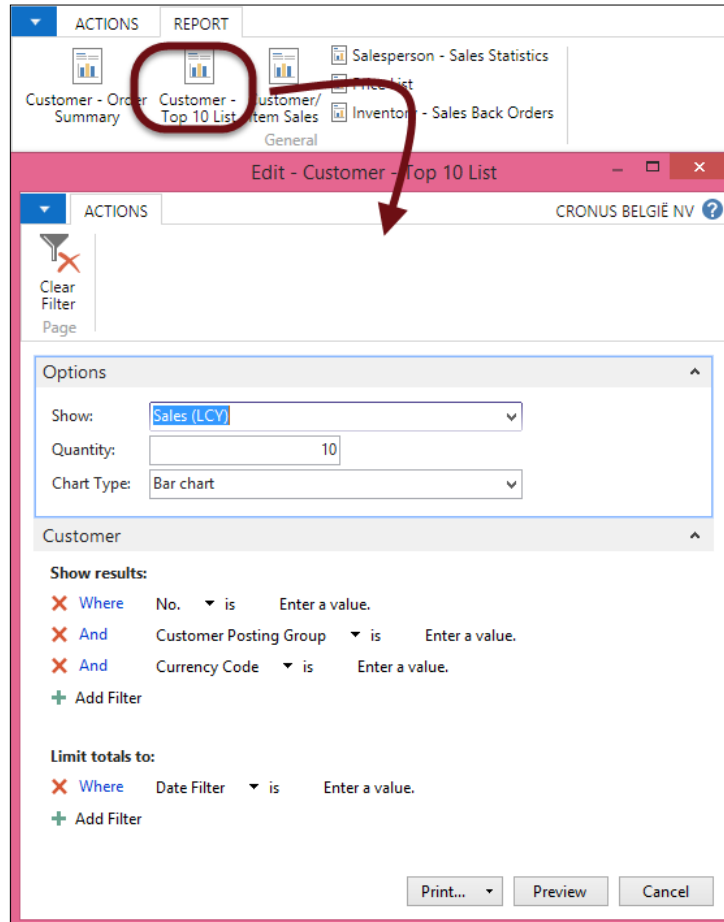 ACTIONS REPORT
Customer - Order Summary
Customer - Top 10 List
Customer/ Item Sales
Salesperson - Sales Statistics
Price List
Inventory - Sales Back Orders
General
Edit - Customer - Top 10 List
ACTIONS
CRONUS BELGIË NV
Clear
Filter
Page
Options
Show: Sales (LCY)
Quantity: 10
Chart Type: Bar chart
Customer
Show results:
Where No. is Enter a value.
And Customer Posting Group is Enter a value.
And Currency Code is Enter a value.
Add Filter
Limit totals to:
Where Date Filter is Enter a value.
Add Filter
Print... Preview Cancel